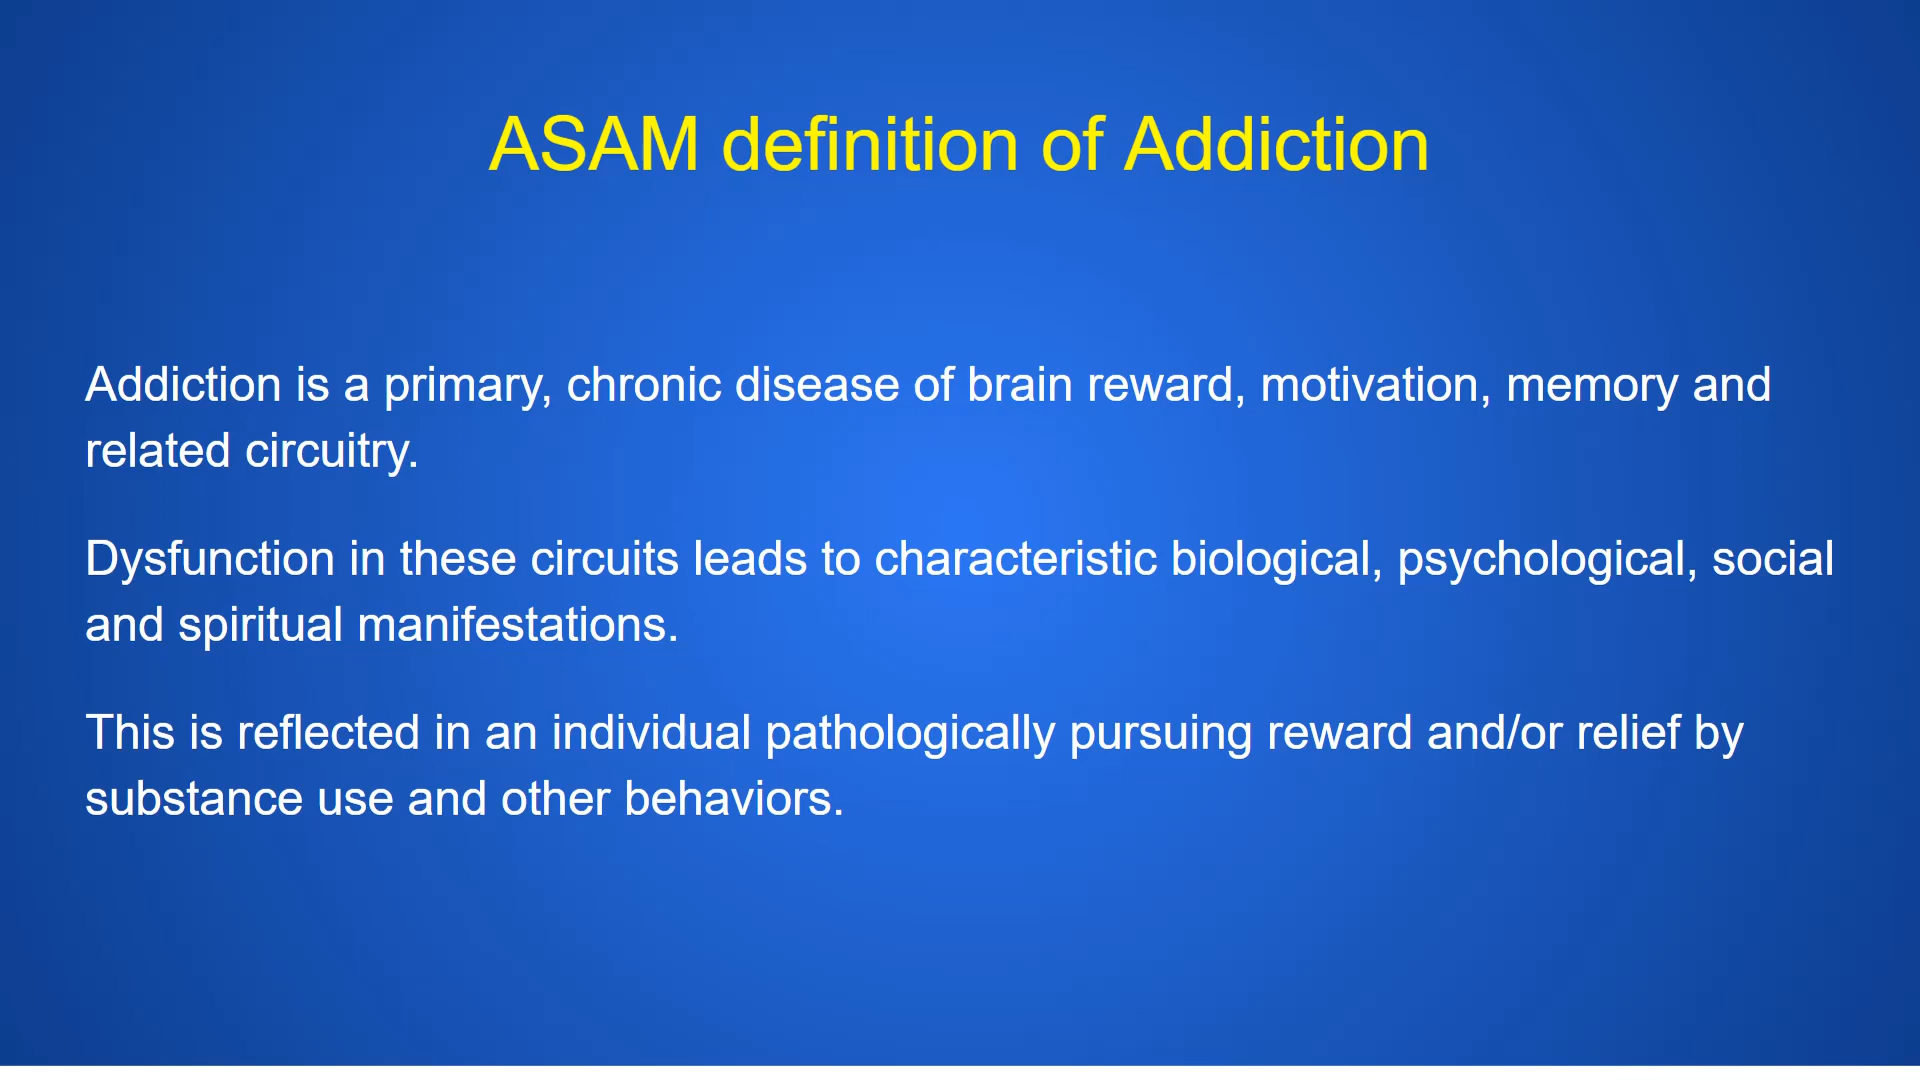 ASAM definition of Addiction
Addiction is a primary, chronic disease of brain reward, motivation, memory and
related circuitry.
Dysfunction in these circuits leads to characteristic biological, psychological, social
and spiritual manifestations.
This is reflected in an individual pathologically pursuing reward and/or relief by
substance use and other behaviors.